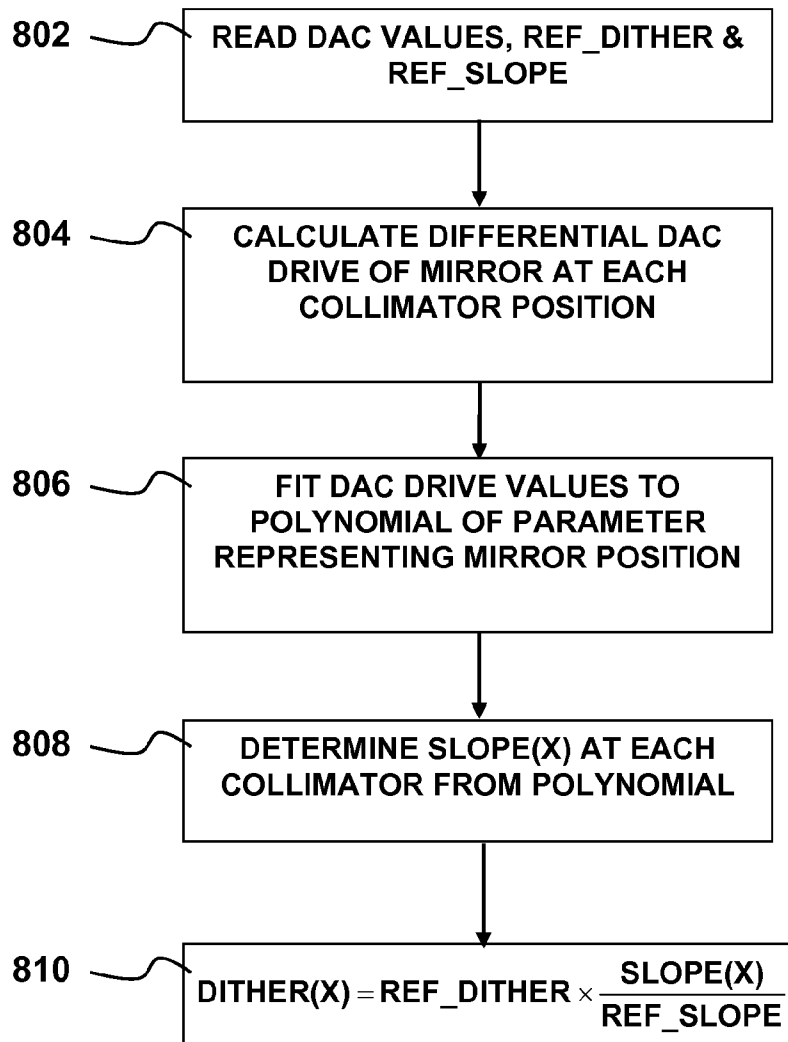 802
READ DAC VALUES, REF_DITHER &
REF_SLOPE
804
CALCULATE DIFFERENTIAL DAC
DRIVE OF MIRROR AT EACH
COLLIMATOR POSITION
806
FIT DAC DRIVE VALUES TO
POLYNOMIAL OF PARAMETER
REPRESENTING MIRROR POSITION
808
DETERMINE SLOPE(X) AT EACH
COLLIMATOR FROM POLYNOMIAL
810
DITHER(X) = REF_DITHER × SLOPE(X)
REF_SLOPE